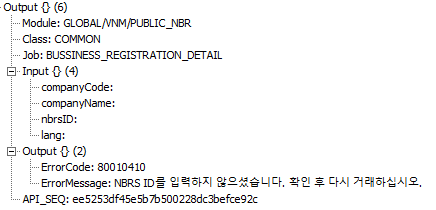 Output {} (6)
Module: GLOBAL/VNM/PUBLIC_NBR
Class: COMMON
Job: BUSSINESS_REGISTRATION_DETAIL
Input {} (4)
companyCode:
companyName:
nbrsID:
lang:
Output {} (2)
ErrorCode: 80010410
ErrorMessage: NBRS ID를 입력하지 않으셨습니다. 확인 후 다시 거래하십시오.
API_SEQ: ee5253df45e5b7b500228dc3befce92c